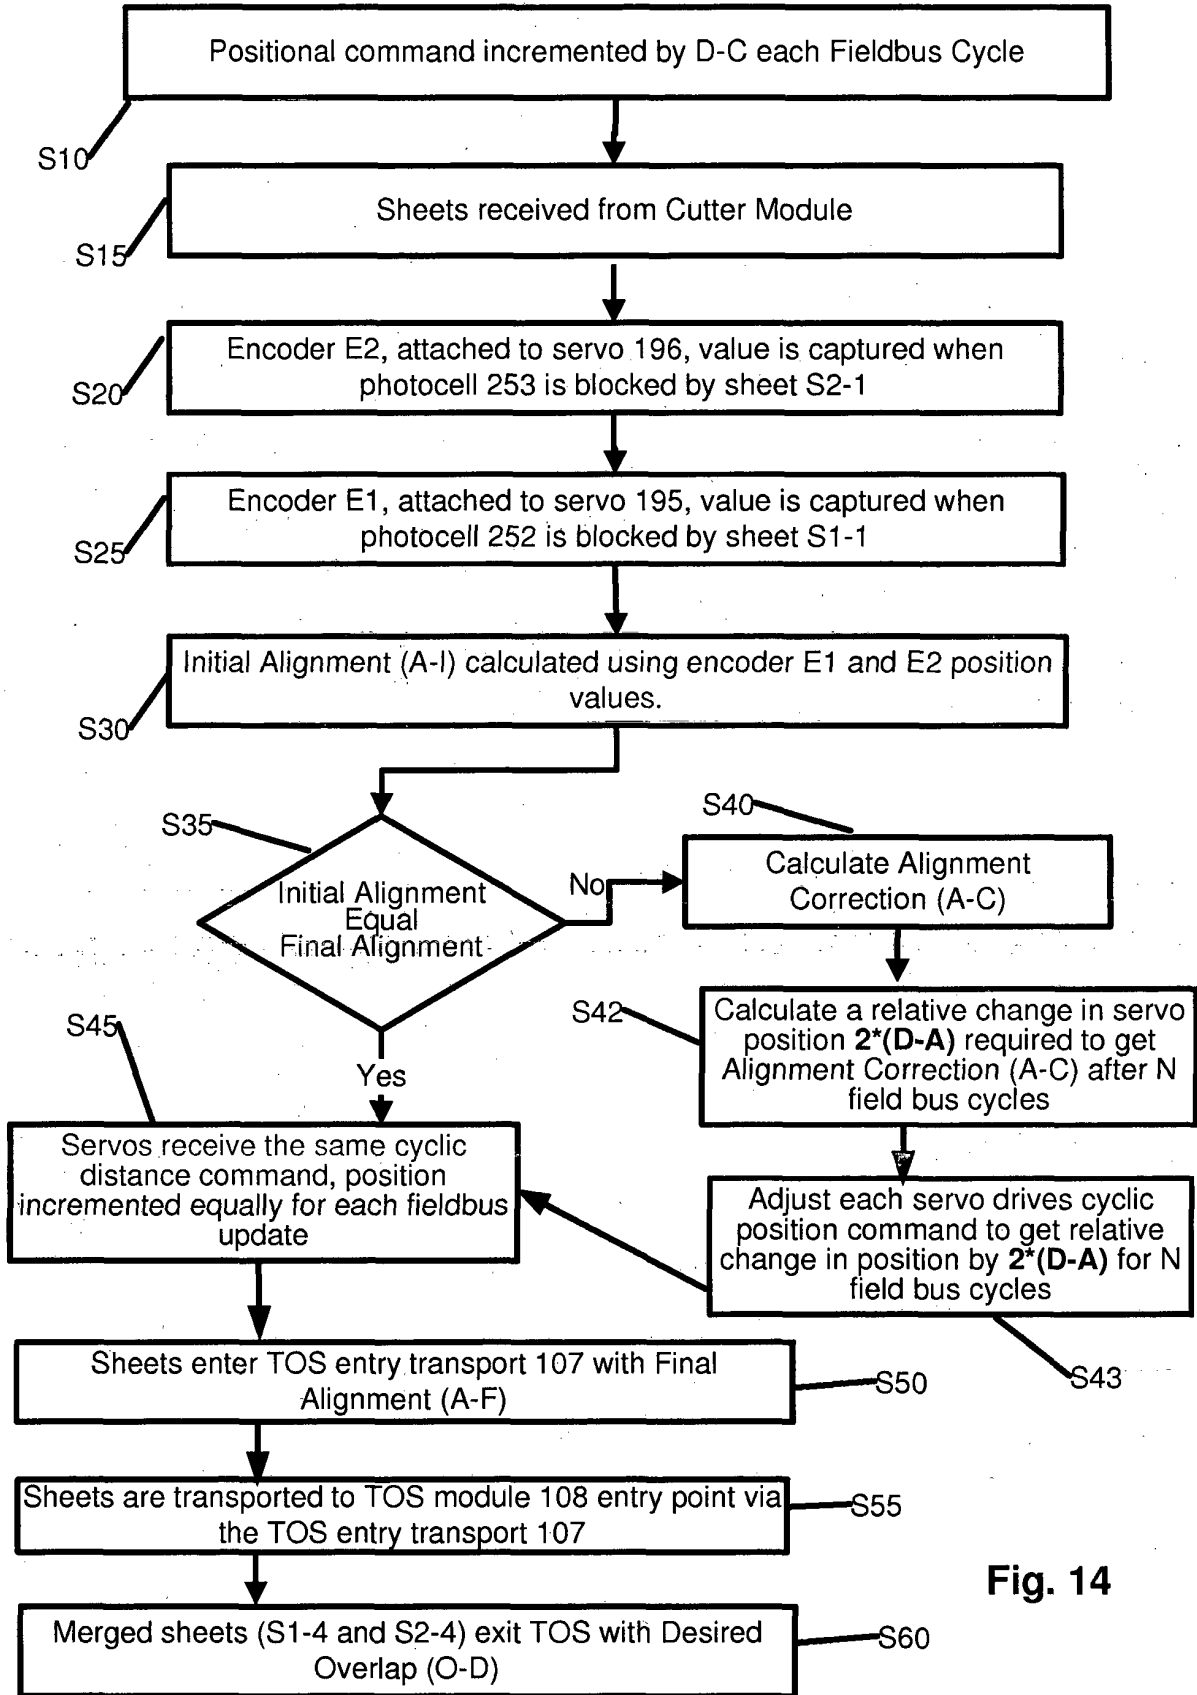 Positional command incremented by D-C each Fieldbus Cycle
S10
Sheets received from Cutter Module
S15
Encoder E2, attached to servo 196, value is captured when
photocell 253 is blocked by sheet S2-1
S20
Encoder E1, attached to servo 195, value is captured when
photocell 252 is blocked by sheet S1-1
S25
Initial Alignment (A-I) calculated using encoder E1 and E2 position
values.
S30
S35
Initial Alignment
Equal
Final Alignment
No
S40
Calculate Alignment
Correction (A-C)
S42
Calculate a relative change in servo
position 2*(D-A) required to get
Alignment Correction (A-C) after N
field bus cycles
Yes
S45
Servos receive the same cyclic
distance command, position
incremented equally for each fieldbus
update
Adjust each servo drives cyclic
position command to get relative
change in position by 2*(D-A) for N
field bus cycles
S43
Sheets enter TOS entry transport 107 with Final
Alignment (A-F)
S50
Sheets are transported to TOS module 108 entry point via
the TOS entry transport 107
S55
Merged sheets (S1-4 and S2-4) exit TOS with Desired
Overlap (O-D)
S60
Fig. 14